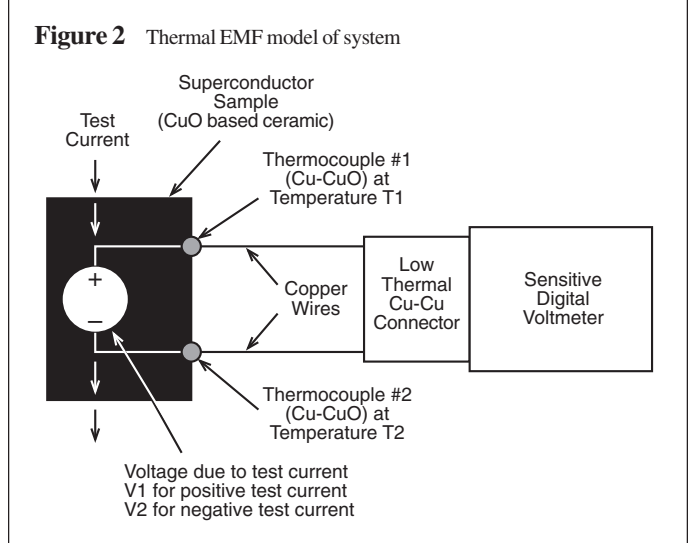 Figure 2 Thermal EMF model of system
Superconductor
Sample
(CuO based ceramic)
Test
Current
Thermocouple #1
(Cu-CuO) at
Temperature T1
+
–
Copper
Wires
Low
Thermal
Cu-Cu
Connector
Sensitive
Digital
Voltmeter
Thermocouple #2
(Cu-CuO) at
Temperature T2
Voltage due to test current
V1 for positive test current
V2 for negative test current